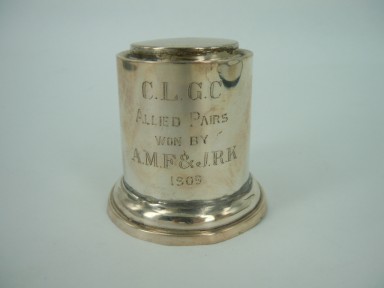 C.L.G.C
ALLIED PAIRS
WON BY
A.M.F & J.R.K
1909